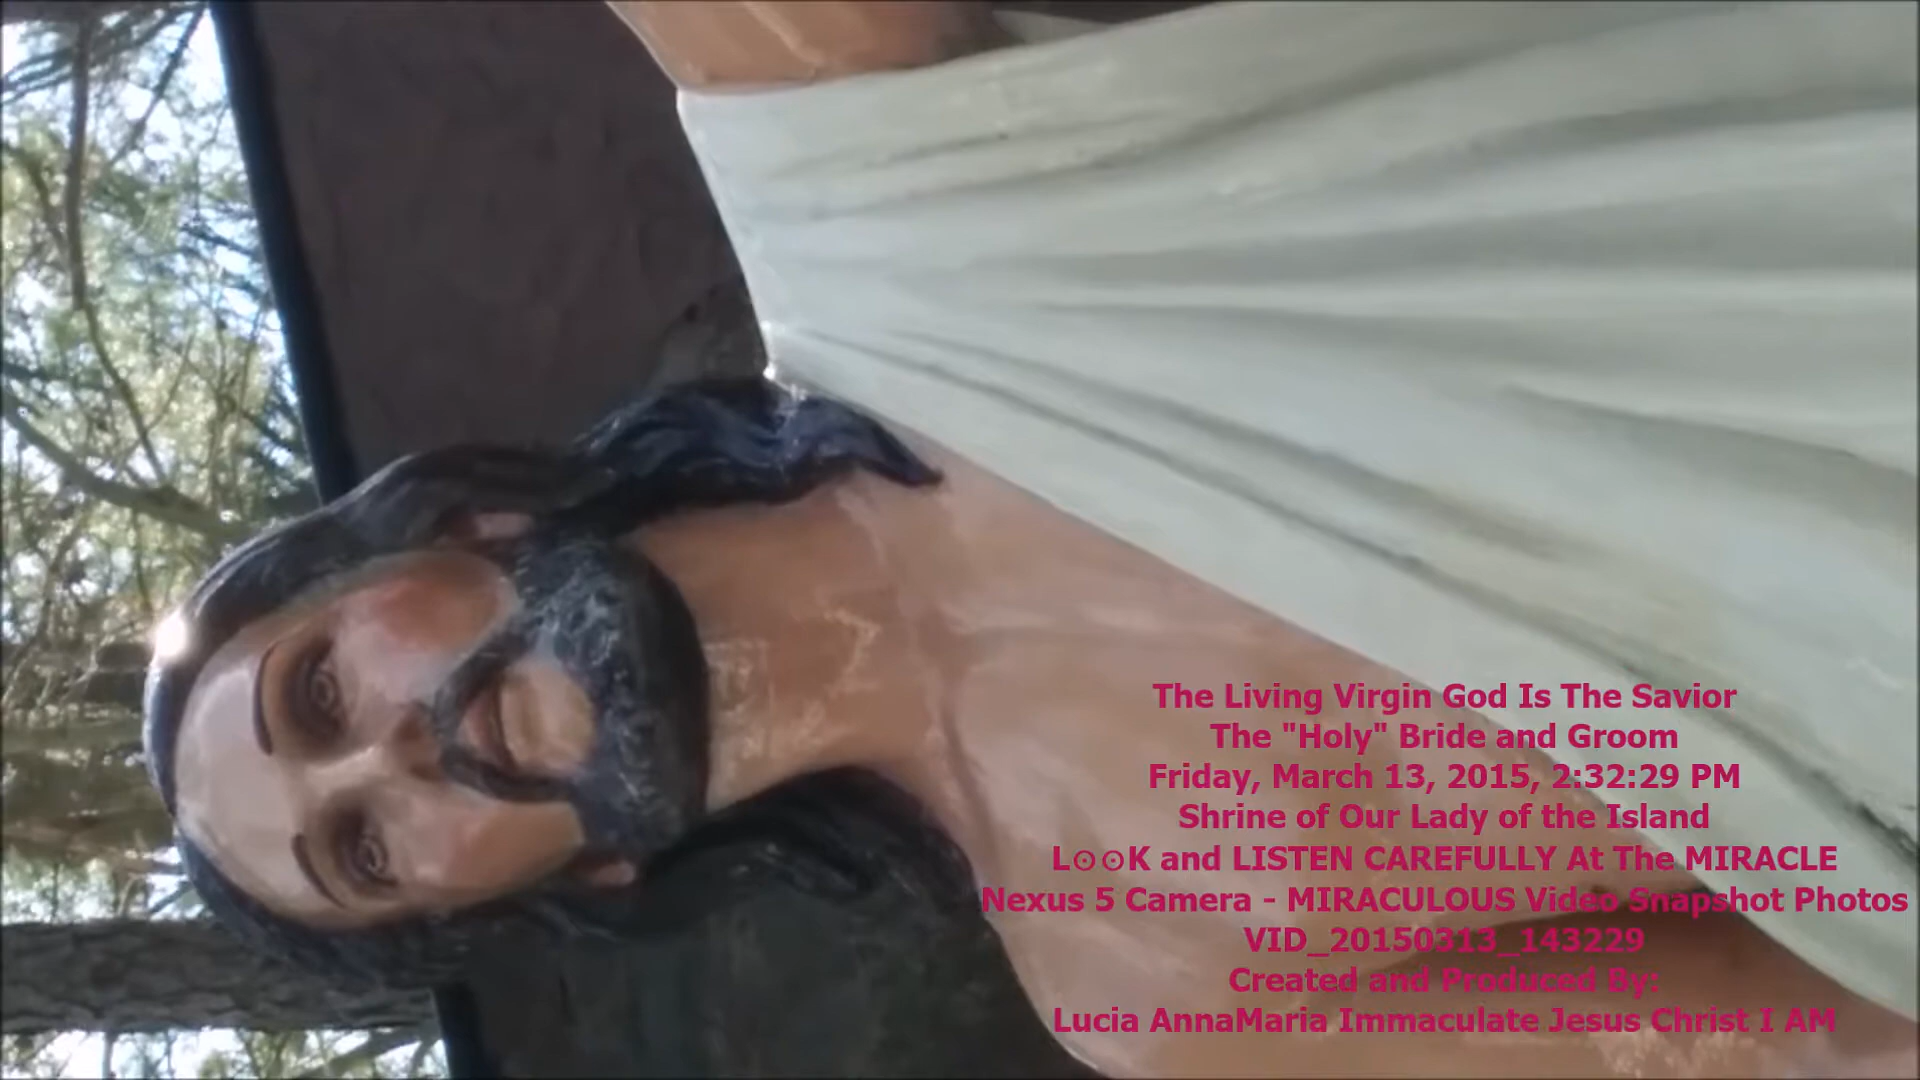 The Living Virgin God Is The Savior
The "Holy" Bride and Groom
Friday, March 13, 2015, 2:32:29 PM
Shrine of Our Lady of the Island
L⊙⊙K and LISTEN CAREFULLY At The MIRACLE
Nexus 5 Camera - MIRACULOUS Video Snapshot Photos
VID_20150313_143229
Created and Produced By:
Lucia AnnaMaria Immaculate Jesus Christ I AM